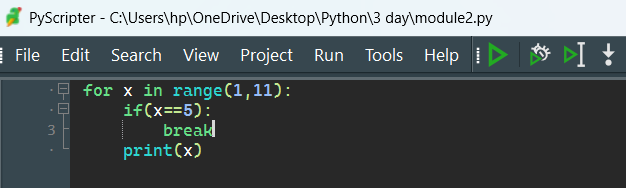 PyScripter - C:\Users\hp\OneDrive\Desktop\Python\3 day\module2.py
File Edit Search View Project Run Tools Help
for x in range(1,11):
    if(x==5):
3         break
    print(x)